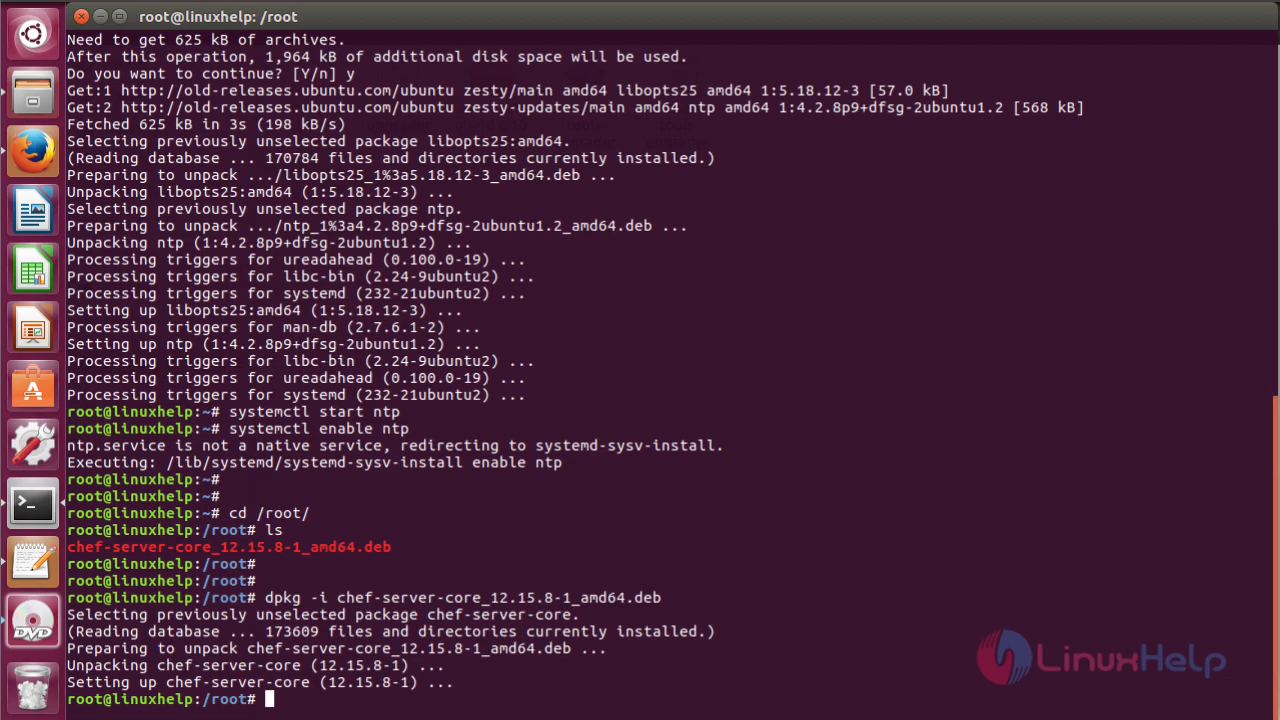 root@linuxhelp: /root
Need to get 625 kB of archives.
After this operation, 1,964 kB of additional disk space will be used.
Do you want to continue? [Y/n] y
Get:1 http://old-releases.ubuntu.com/ubuntu zesty/main amd64 libopts25 amd64 1:5.18.12-3 [57.0 kB]
Get:2 http://old-releases.ubuntu.com/ubuntu zesty-updates/main amd64 ntp amd64 1:4.2.8p9+dfsg-2ubuntu1.2 [568 kB]
Fetched 625 kB in 3s (198 kB/s)
Selecting previously unselected package libopts25:amd64.
(Reading database ... 170784 files and directories currently installed.)
Preparing to unpack .../libopts25_1%3a5.18.12-3_amd64.deb ...
Unpacking libopts25:amd64 (1:5.18.12-3) ...
Selecting previously unselected package ntp.
Preparing to unpack .../ntp_1%3a4.2.8p9+dfsg-2ubuntu1.2_amd64.deb ...
Unpacking ntp (1:4.2.8p9+dfsg-2ubuntu1.2) ...
Processing triggers for ureadahead (0.100.0-19) ...
Processing triggers for libc-bin (2.24-9ubuntu2) ...
Processing triggers for systemd (232-21ubuntu2) ...
Setting up libopts25:amd64 (1:5.18.12-3) ...
Processing triggers for man-db (2.7.6.1-2) ...
Setting up ntp (1:4.2.8p9+dfsg-2ubuntu1.2) ...
Processing triggers for libc-bin (2.24-9ubuntu2) ...
Processing triggers for ureadahead (0.100.0-19) ...
Processing triggers for systemd (232-21ubuntu2) ...
root@linuxhelp:~# systemctl start ntp
root@linuxhelp:~# systemctl enable ntp
ntp.service is not a native service, redirecting to systemd-sysv-install.
Executing: /lib/systemd/systemd-sysv-install enable ntp
root@linuxhelp:~#
root@linuxhelp:~#
root@linuxhelp:~# cd /root/
root@linuxhelp:/root# ls
chef-server-core_12.15.8-1_amd64.deb
root@linuxhelp:/root#
root@linuxhelp:/root#
root@linuxhelp:/root# dpkg -i chef-server-core_12.15.8-1_amd64.deb
Selecting previously unselected package chef-server-core.
(Reading database ... 173609 files and directories currently installed.)
Preparing to unpack chef-server-core_12.15.8-1_amd64.deb ...
Unpacking chef-server-core (12.15.8-1) ...
Setting up chef-server-core (12.15.8-1) ...
root@linuxhelp:/root#
LinuxHelp
DVD